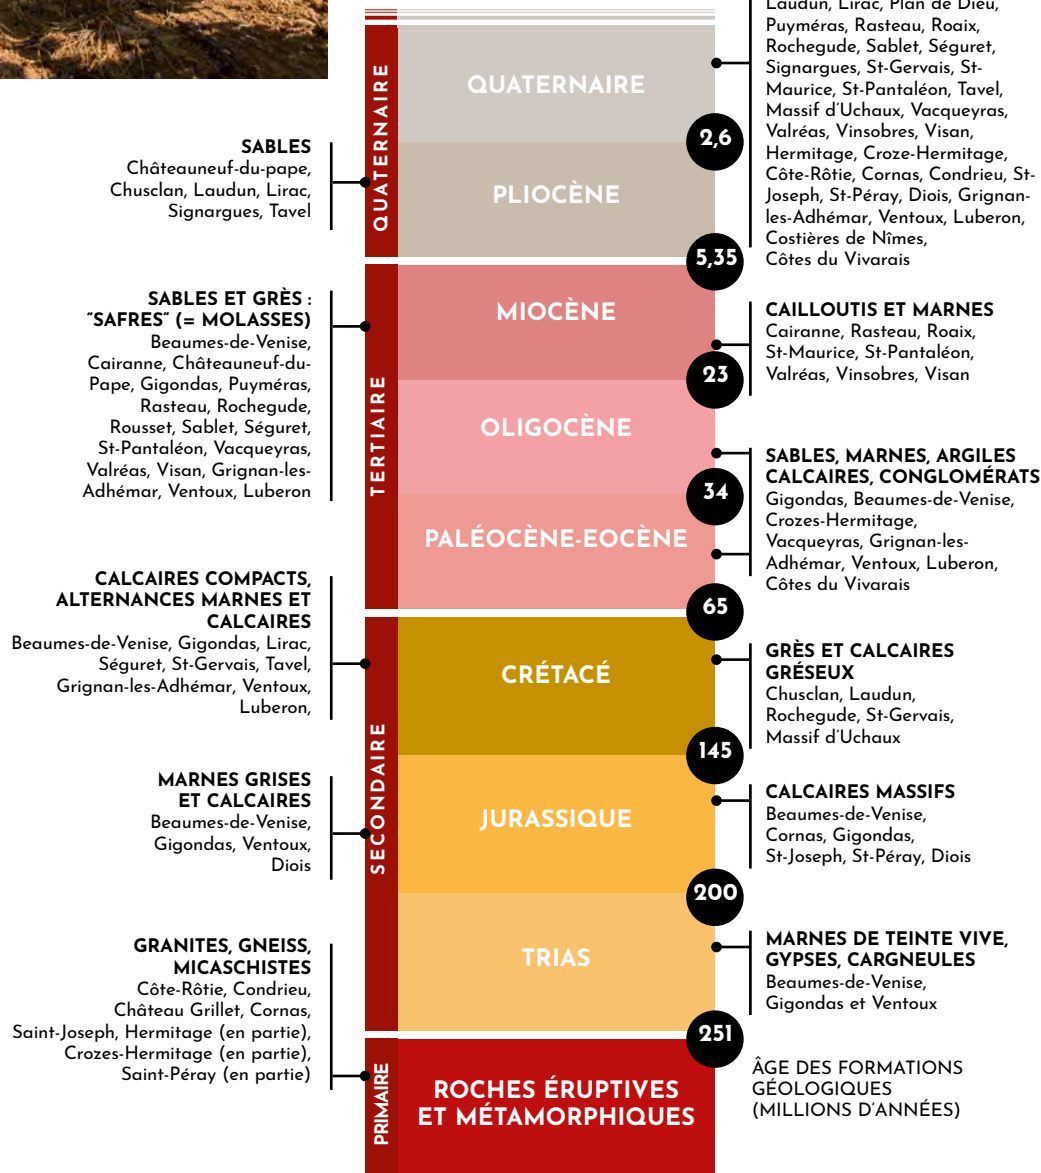 Laudun, Lirac, Plan de Dieu,
Puyméras, Rasteau, Roaix,
Rochegude, Sablet, Séguret,
Signargues, St-Gervais, St-
Maurice, St-Pantaléon, Tavel,
Massif d'Uchaux, Vacqueyras,
Valréas, Vinsobres, Visan,
Hermitage, Croze-Hermitage,
Côte-Rôtie, Cornas, Condrieu, St-
Joseph, St-Péray, Diois, Grignan-
les-Adhémar, Ventoux, Luberon,
Costières de Nîmes,
Côtes du Vivarais
QUATERNAIRE
QUATERNAIRE
2,6
SABLES
Châteauneuf-du-pape,
Chusclan, Laudun, Lirac,
Signargues, Tavel
PLIOCÈNE
5,35
TERTIAIRE
SABLES ET GRÈS :
“SAFRES” (= MOLASSES)
Beaumes-de-Venise,
Cairanne, Châteauneuf-du-
Pape, Gigondas, Puyméras,
Rasteau, Rochegude,
Rousset, Sablet, Séguret,
St-Pantaléon, Vacqueyras,
Valréas, Visan, Grignan-les-
Adhémar, Ventoux, Luberon
MIOCÈNE
CAILLOUTIS ET MARNES
Cairanne, Rasteau, Roaix,
St-Maurice, St-Pantaléon,
Valréas, Vinsobres, Visan
23
OLIGOCÈNE
34
SABLES, MARNES, ARGILES
CALCAIRES, CONGLOMÉRATS
Gigondas, Beaumes-de-Venise,
Crozes-Hermitage,
Vacqueyras, Grignan-les-
Adhémar, Ventoux, Luberon,
Côtes du Vivarais
PALÉOCÈNE-EOCÈNE
65
SECONDAIRE
CALCAIRES COMPACTS,
ALTERNANCES MARNES ET
CALCAIRES
Beaumes-de-Venise, Gigondas, Lirac,
Séguret, St-Gervais, Tavel,
Grignan-les-Adhémar, Ventoux,
Luberon,
CRÉTACÉ
GRÈS ET CALCAIRES
GRÉSEUX
Chusclan, Laudun,
Rochegude, St-Gervais,
Massif d'Uchaux
145
MARNES GRISES
ET CALCAIRES
Beaumes-de-Venise,
Gigondas, Ventoux,
Diois
JURASSIQUE
CALCAIRES MASSIFS
Beaumes-de-Venise,
Cornas, Gigondas,
St-Joseph, St-Péray, Diois
200
TRIAS
MARNES DE TEINTE VIVE,
GYPSES, CARGNEULES
Beaumes-de-Venise,
Gigondas et Ventoux
251
PRIMAIRE
GRANITES, GNEISS,
MICASCHISTES
Côte-Rôtie, Condrieu,
Château Grillet, Cornas,
Saint-Joseph, Hermitage (en partie),
Crozes-Hermitage (en partie),
Saint-Péray (en partie)
ROCHES ÉRUPTIVES
ET MÉTAMORPHIQUES
ÂGE DES FORMATIONS
GÉOLOGIQUES
(MILLIONS D'ANNÉES)